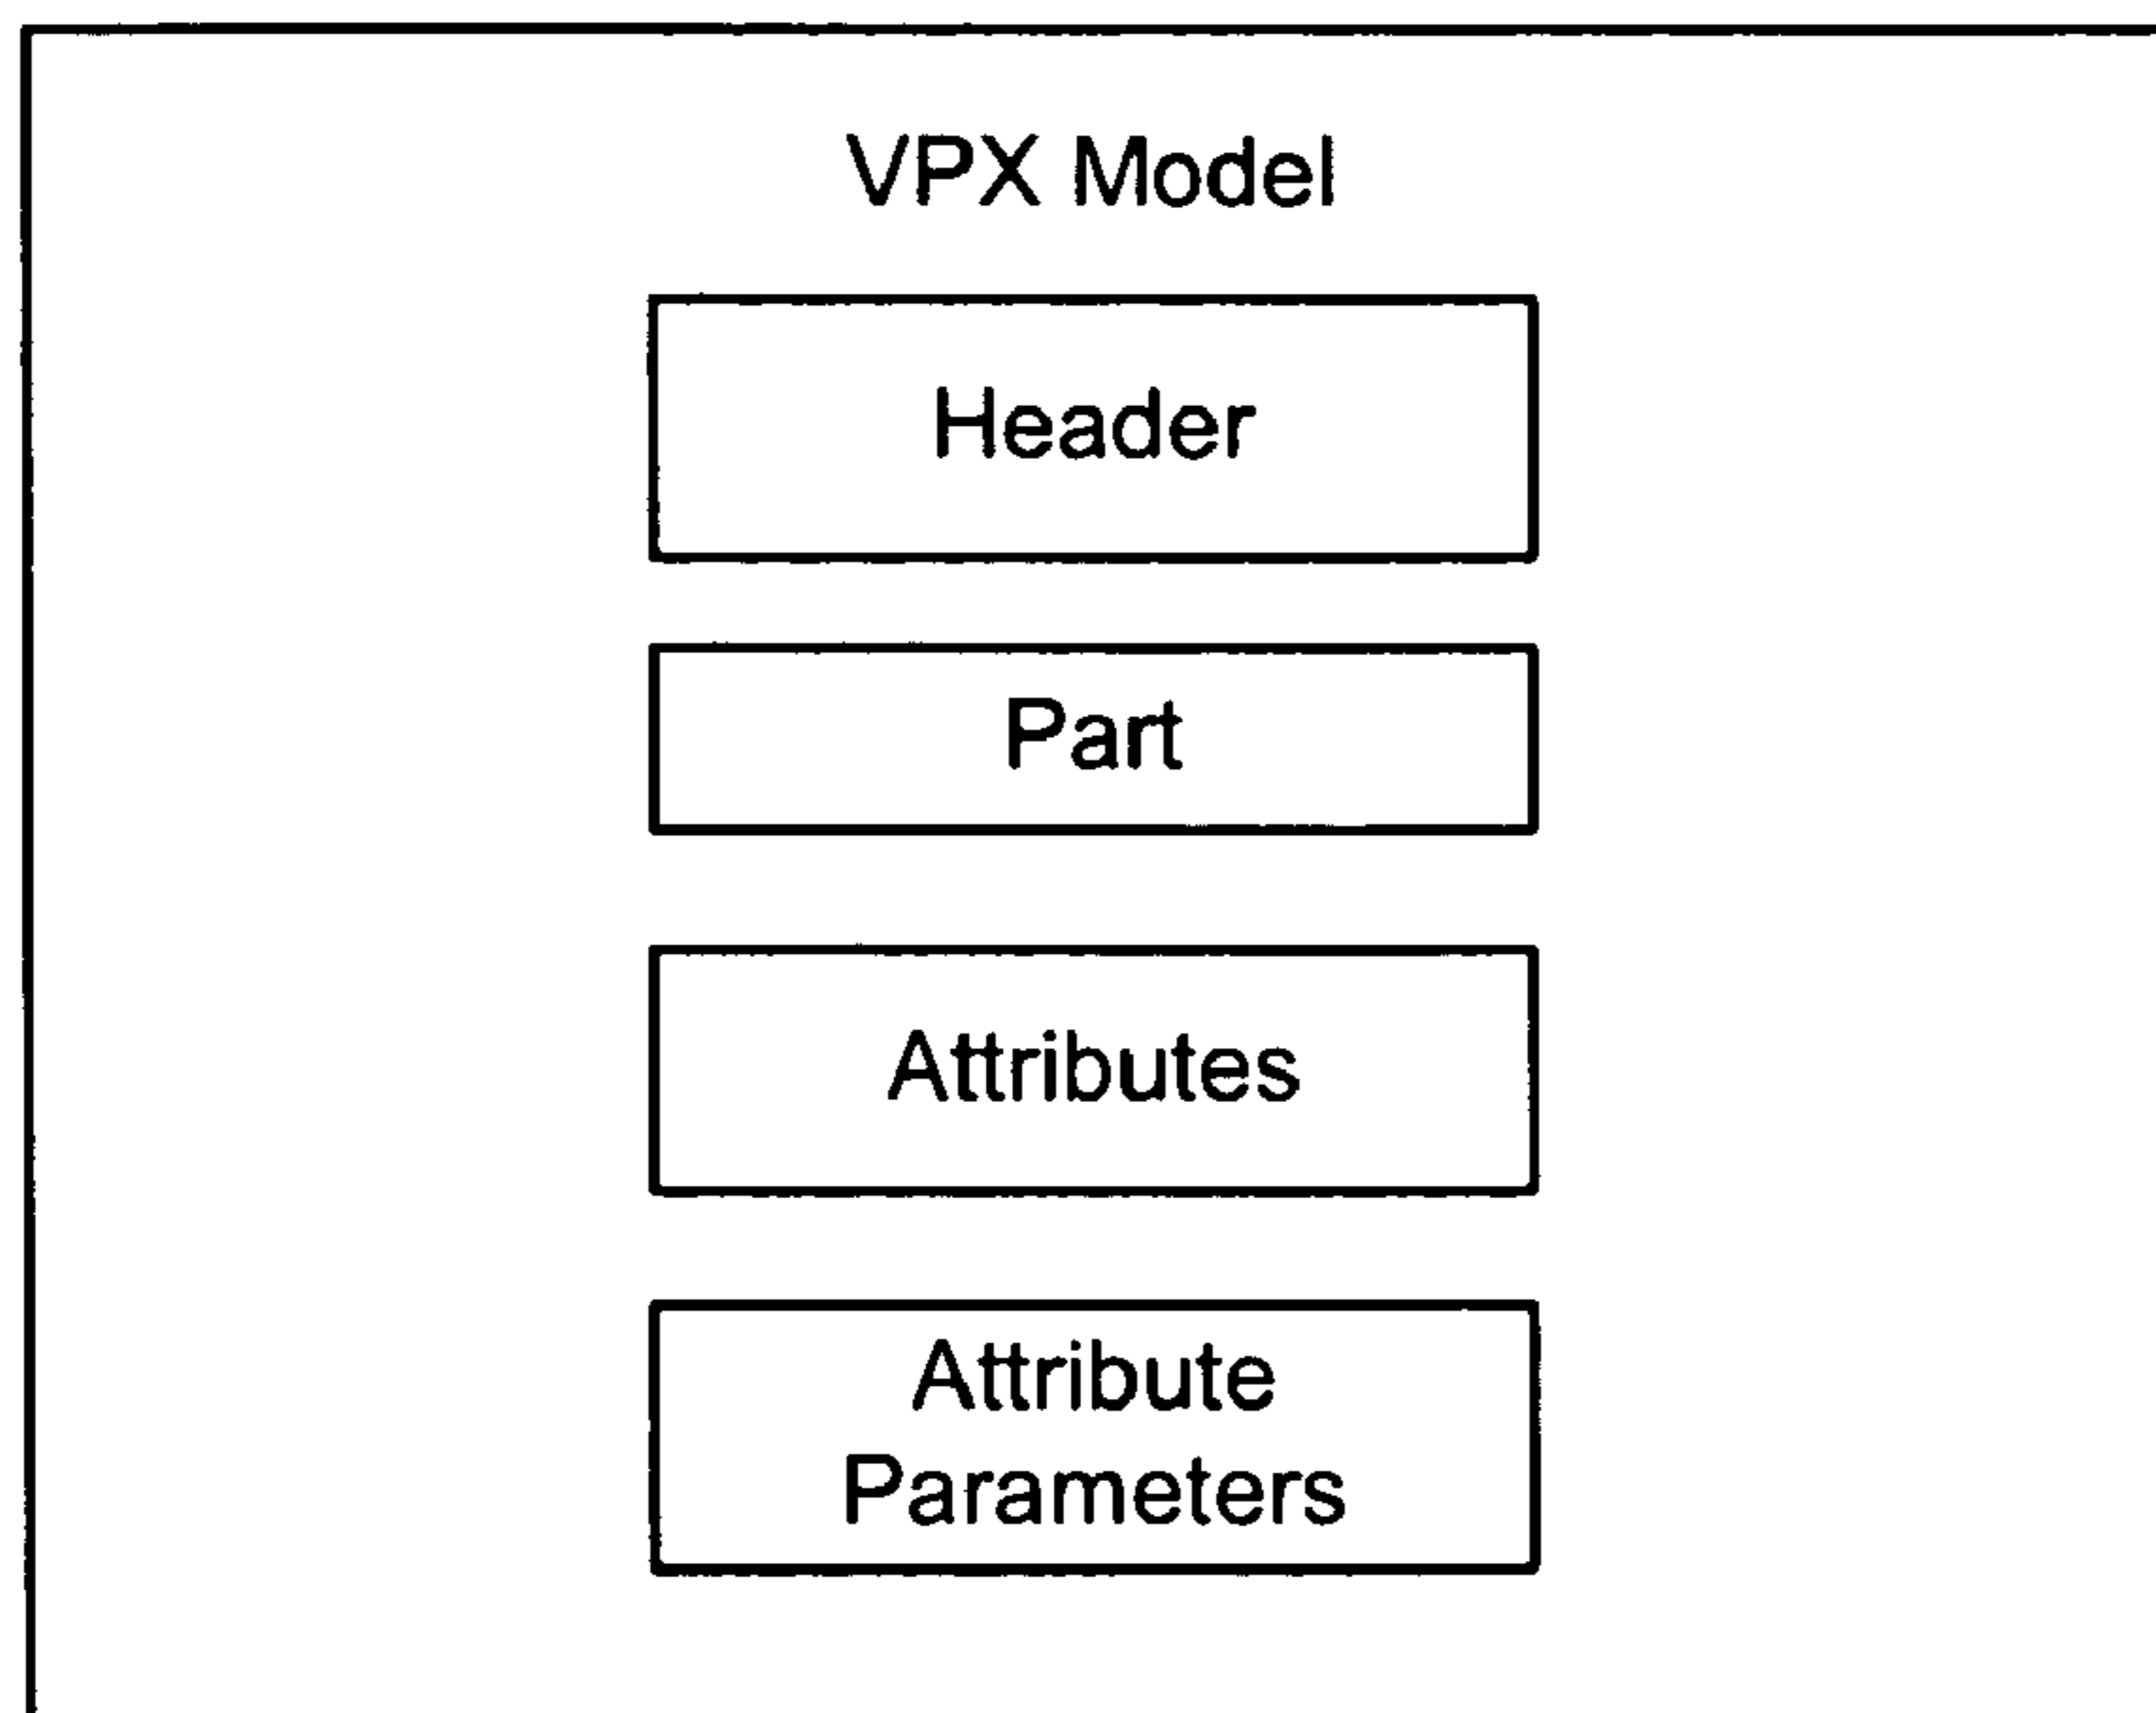 VPX Model
Header
Part
Attributes
Attribute
Parameters